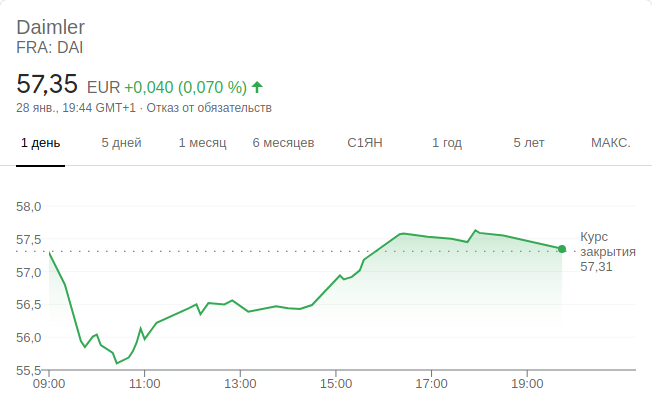 Daimler
FRA: DAI
57,35 EUR +0,040 (0,070 %)
28 янв., 19:44 GMT+1 · Отказ от обязательств
1 день 5 дней 1 месяц 6 месяцев С1ЯН 1 год 5 лет МАКС.
58,0
57,5
57,0
56,5
56,0
55,5
Курс
закрытия
57,31
09:00 11:00 13:00 15:00 17:00 19:00